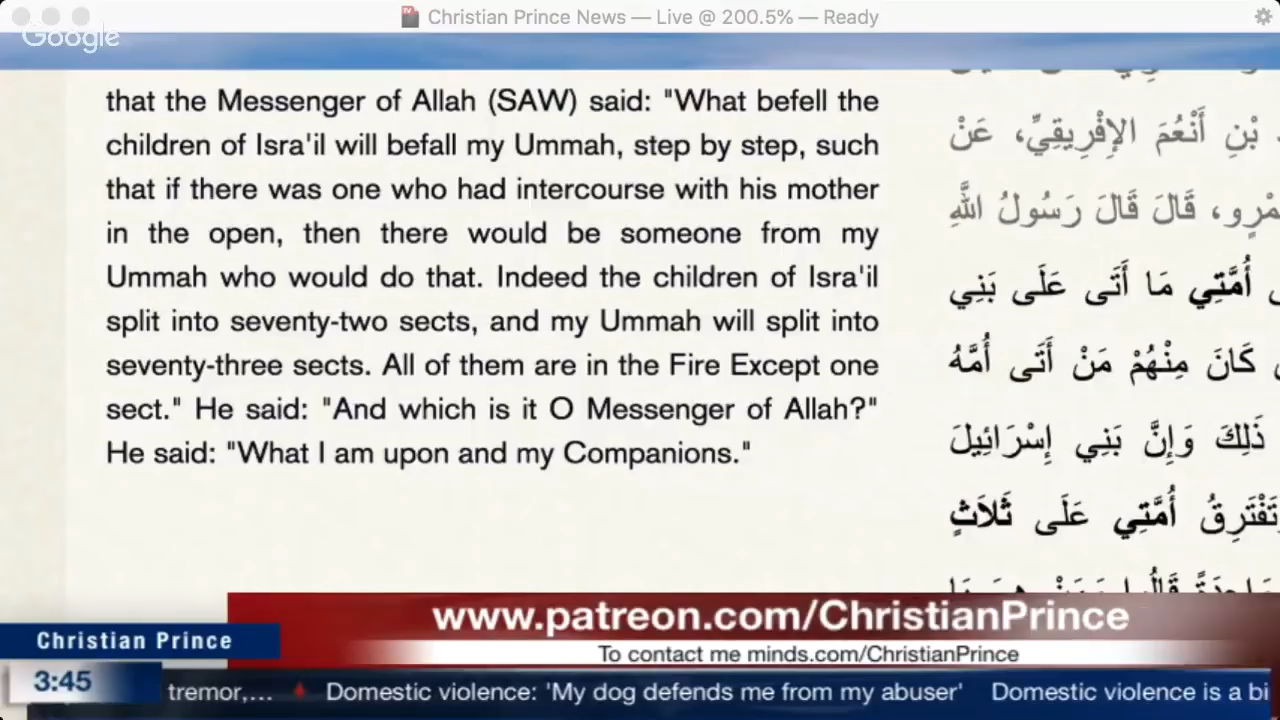 Christian Prince News — Live @ 200.5% — Ready
Google
that the Messenger of Allah (SAW) said: "What befell the
children of Isra'il will befall my Ummah, step by step, such
that if there was one who had intercourse with his mother
in the open, then there would be someone from my
Ummah who would do that. Indeed the children of Isra'il
split into seventy-two sects, and my Ummah will split into
seventy-three sects. All of them are in the Fire Except one
sect." He said: "And which is it O Messenger of Allah?"
He said: "What I am upon and my Companions."
بْنِ أَنْعُمَ الإِفْرِيقِيِّ، عَنْ
قَالَ قَالَ رَسُولُ اللَّهِ
أُمَّتِي مَا أَتَى عَلَى بَنِي
كَانَ مِنْهُمْ مَنْ أَتَى أُمَّهُ
ذَلِكَ وَإِنَّ بَنِي إِسْرَائِيلَ
تَفْتَرِقُ أُمَّتِي عَلَى ثَلاَثٍ
www.patreon.com/ChristianPrince
To contact me minds.com/ChristianPrince
Christian Prince
3:45
tremor,... Domestic violence: 'My dog defends me from my abuser' Domestic violence is a bi